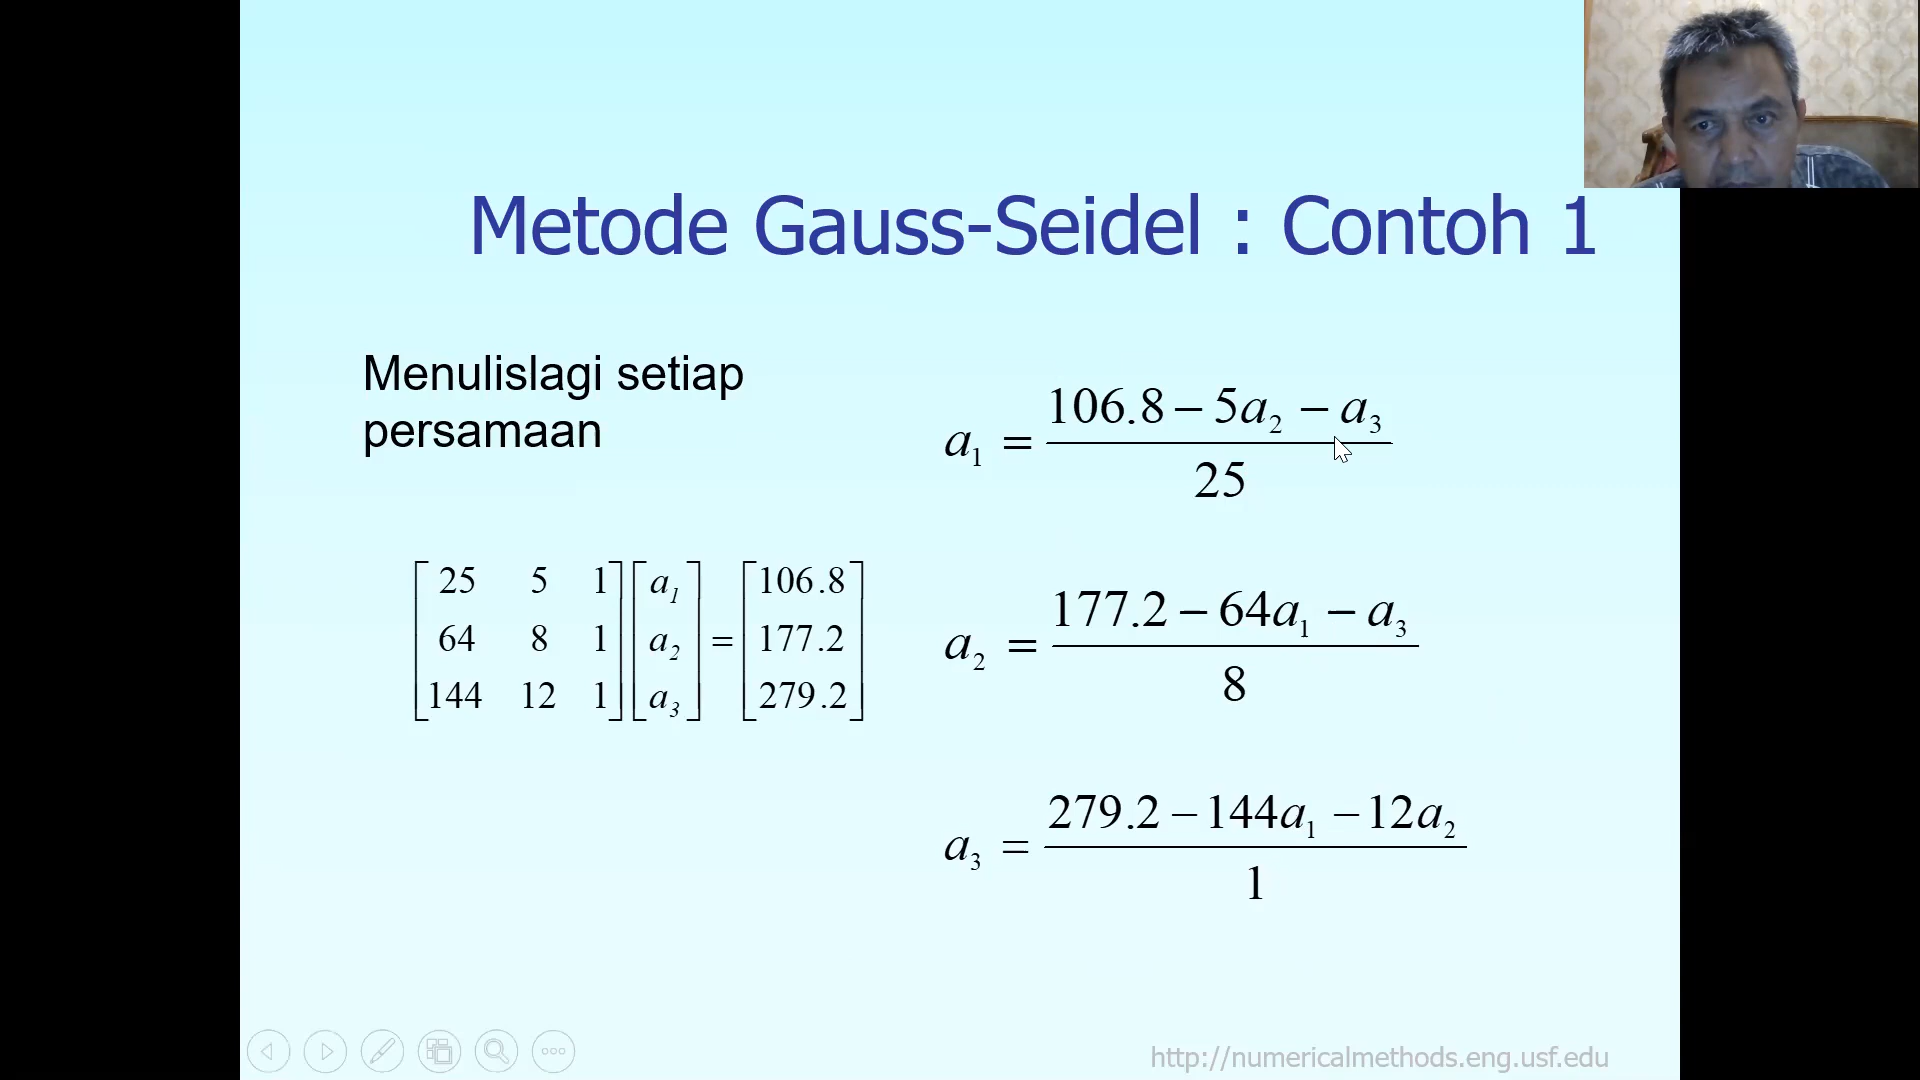 Metode Gauss-Seidel : Contoh 1
Menulislagi setiap
persamaan
a₁ = (106.8 − 5a₂ − a₃) / 25
[25 5 1] [a₁] = [106.8]
[64 8 1] [a₂] = [177.2]
[144 12 1] [a₃] = [279.2]
a₂ = (177.2 − 64a₁ − a₃) / 8
a₃ = (279.2 − 144a₁ − 12a₂) / 1
http://numericalmethods.eng.usf.edu